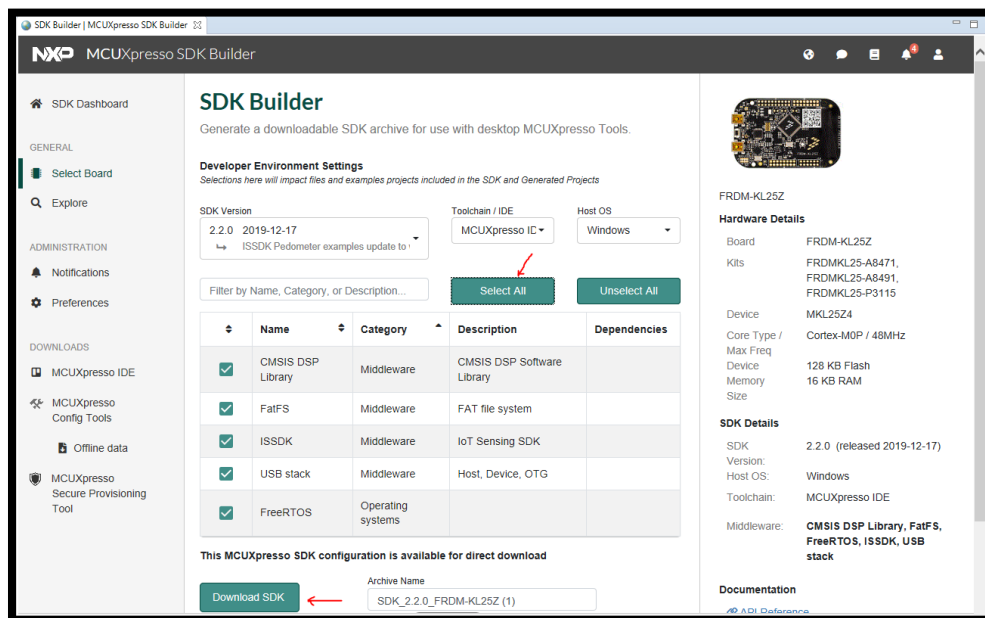 SDK Builder | MCUXpresso SDK Builder
NXP MCUXpresso SDK Builder
4
SDK Dashboard
GENERAL
Select Board
Explore
ADMINISTRATION
Notifications
Preferences
DOWNLOADS
MCUXpresso IDE
MCUXpresso
Config Tools
Offline data
MCUXpresso
Secure Provisioning
Tool
SDK Builder
Generate a downloadable SDK archive for use with desktop MCUXpresso Tools.
Developer Environment Settings
Selections here will impact files and examples projects included in the SDK and Generated Projects
SDK Version Toolchain / IDE Host OS
2.2.0 2019-12-17 MCUXpresso ID Windows
ISSDK Pedometer examples update to
Filter by Name, Category, or Description... Select All Unselect All
Name Category Description Dependencies
CMSIS DSP
Library
Middleware
CMSIS DSP Software
Library
FatFS Middleware FAT file system
ISSDK Middleware IoT Sensing SDK
USB stack Middleware Host, Device, OTG
FreeRTOS
Operating
systems
This MCUXpresso SDK configuration is available for direct download
Download SDK
Archive Name
SDK_2.2.0_FRDM-KL25Z (1)
FRDM-KL25Z
Hardware Details
Board FRDM-KL25Z
Kits FRDMKL25-A8471,
FRDMKL25-A8491,
FRDMKL25-P3115
Device MKL25Z4
Core Type / Cortex-M0P / 48MHz
Max Freq
Device 128 KB Flash
Memory 16 KB RAM
Size
SDK Details
SDK 2.2.0 (released 2019-12-17)
Version:
Host OS: Windows
Toolchain: MCUXpresso IDE
Middleware: CMSIS DSP Library, FatFS,
FreeRTOS, ISSDK, USB
stack
Documentation
API Reference